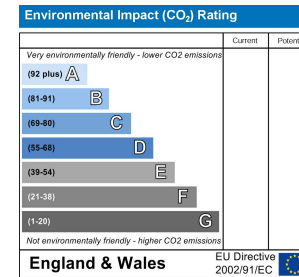 Environmental Impact (CO₂) Rating
Current Poten
Very environmentally friendly - lower CO2 emissions
(92 plus) A
(81-91) B
(69-80) C
(55-68) D
(39-54) E
(21-38) F
(1-20) G
Not environmentally friendly - higher CO2 emissions
England & Wales
EU Directive
2002/91/EC